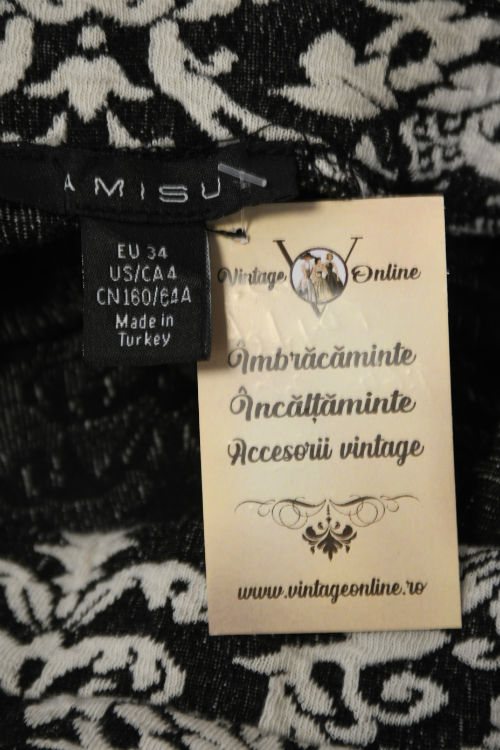 AMISU
EU 34
US/CA 4
CN160/64A
Made in
Turkey
Vintage Online
Îmbrăcăminte
Încălțăminte
Accesorii vintage
www.vintageonline.ro